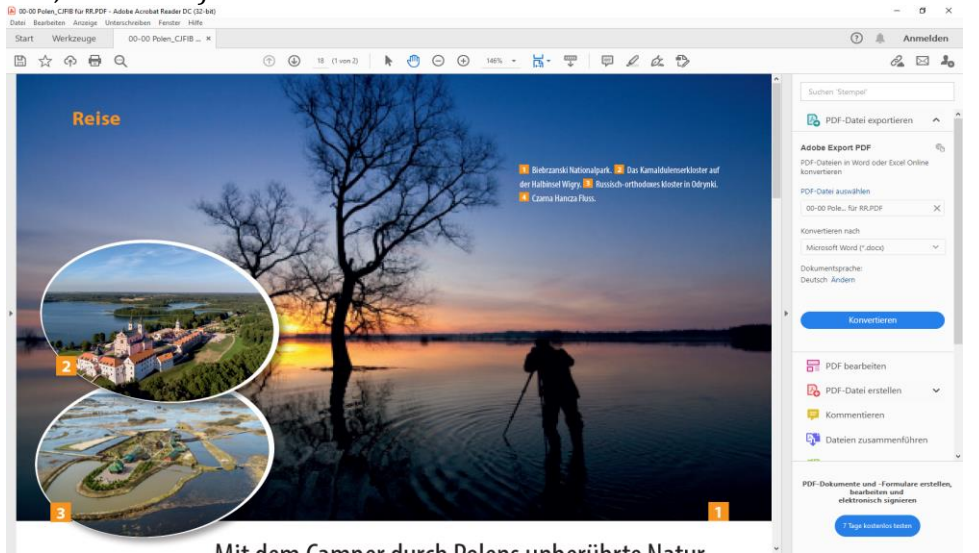 00-00 Polen_CJFIB für RR.PDF - Adobe Acrobat Reader DC (32-bit)
Datei Bearbeiten Anzeige Unterschreiben Fenster Hilfe
Start Werkzeuge 00-00 Polen_CJFIB ... × Anmelden
18 (1 von 2) 146%
Reise
1 Biebrzanski Nationalpark. 2 Das Kamaldulenserkloster auf
der Halbinsel Wigry. 3 Russisch-orthodoxes kloster in Odrynki.
4 Czarna Hancza Fluss.
2
3
1
Mit dem Camper durch Polens unberührte Natur
Suchen 'Stempel'
PDF-Datei exportieren
Adobe Export PDF
PDF-Dateien in Word oder Excel Online
konvertieren
PDF-Datei auswählen
00-00 Pole... für RR.PDF
Konvertieren nach
Microsoft Word (*.docx)
Dokumentsprache:
Deutsch Ändern
Konvertieren
PDF bearbeiten
PDF-Datei erstellen
Kommentieren
Dateien zusammenführen
PDF-Dokumente und -Formulare erstellen,
bearbeiten und
elektronisch signieren
7 Tage kostenlos testen